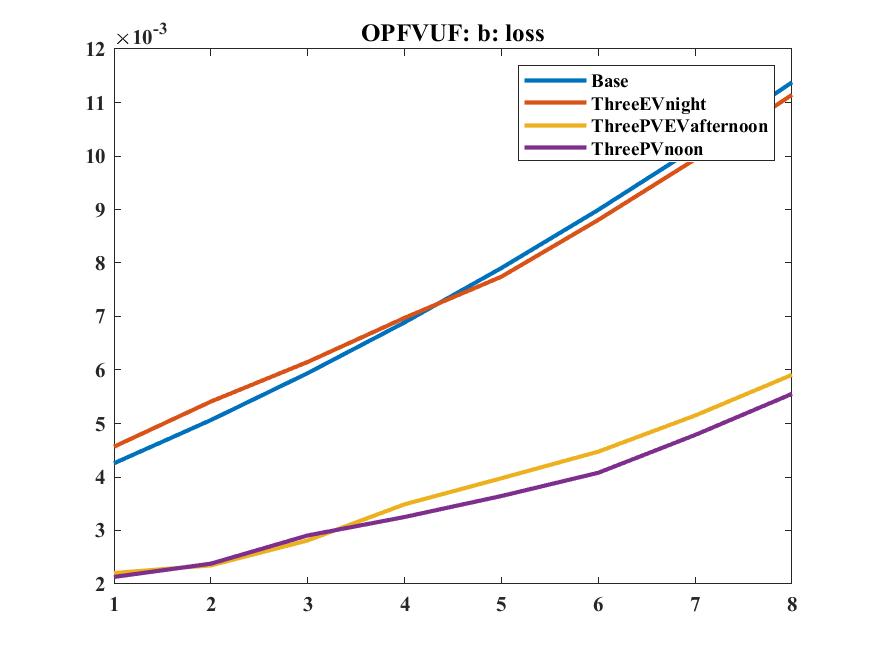 OPFVUF: b: loss
×10-3
12
11
10
9
8
7
6
5
4
3
2
1 2 3 4 5 6 7 8
Base
ThreeEVnight
ThreePVEVafternoon
ThreePVnoon